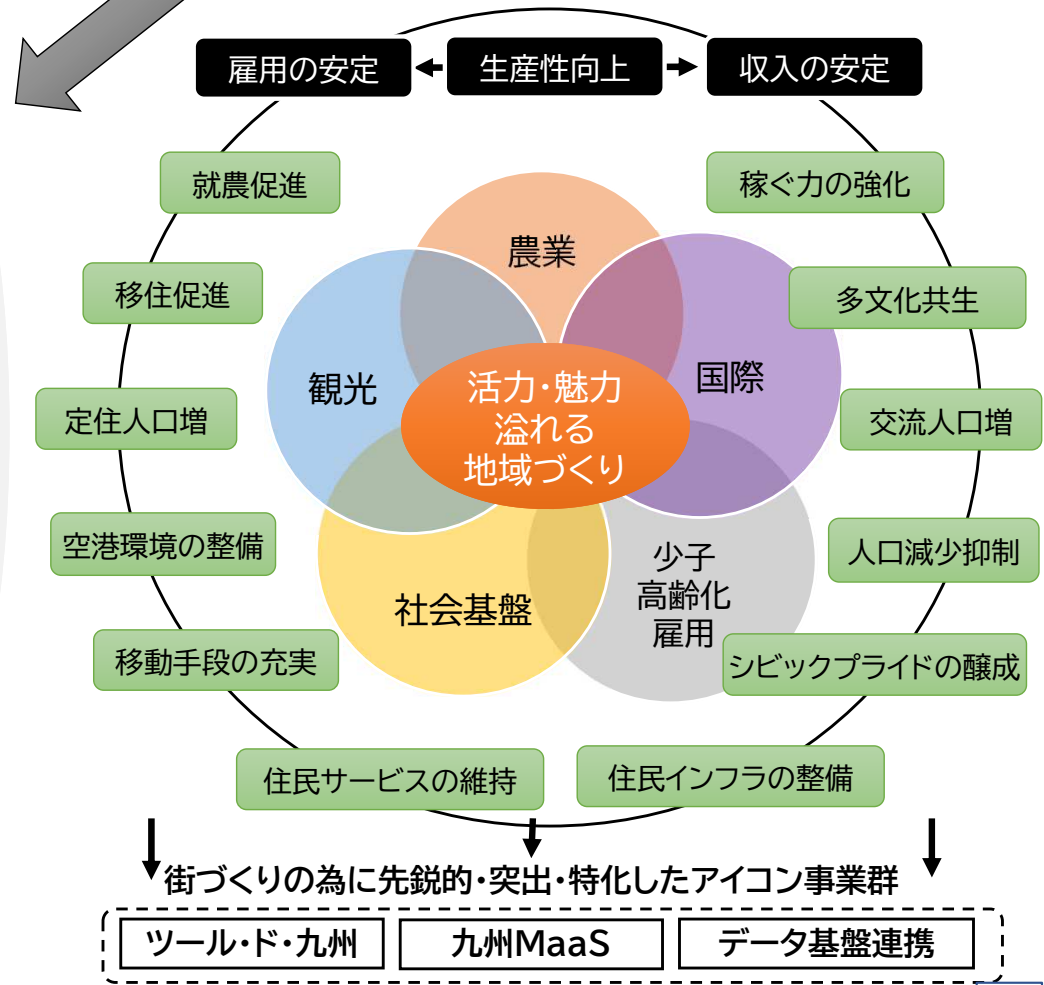 雇用の安定
生産性向上
収入の安定
就農促進
稼ぐ力の強化
農業
移住促進
多文化共生
観光
活力・魅力
溢れる
地域づくり
国際
定住人口増
交流人口増
空港環境の整備
人口減少抑制
社会基盤
少子
高齢化
雇用
移動手段の充実
シビックプライドの醸成
住民サービスの維持
住民インフラの整備
街づくりの為に先鋭的・突出・特化したアイコン事業群
ツール・ド・九州
九州MaaS
データ基盤連携